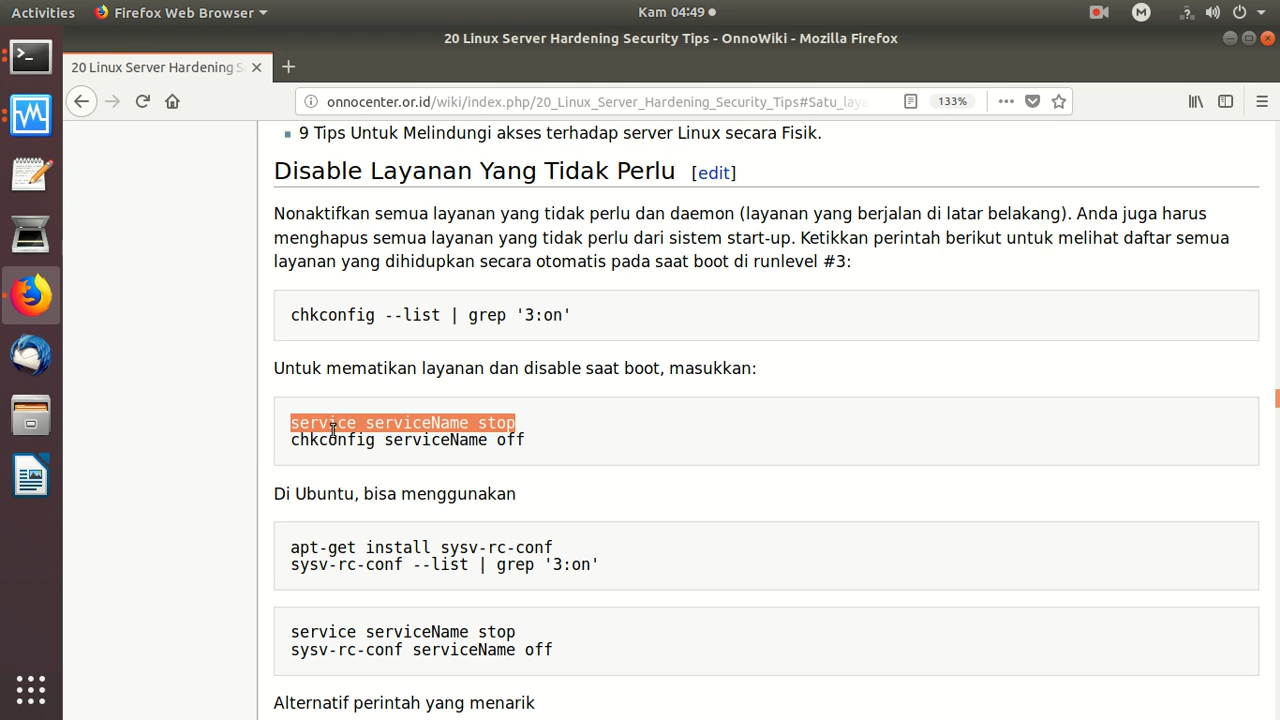 Activities Firefox Web Browser Kam 04:49
20 Linux Server Hardening Security Tips - OnnoWiki - Mozilla Firefox
20 Linux Server Hardening S
onnocenter.or.id/wiki/index.php/20_Linux_Server_Hardening_Security_Tips#Satu_laya 133%
9 Tips Untuk Melindungi akses terhadap server Linux secara Fisik.
Disable Layanan Yang Tidak Perlu [edit]
Nonaktifkan semua layanan yang tidak perlu dan daemon (layanan yang berjalan di latar belakang). Anda juga harus
menghapus semua layanan yang tidak perlu dari sistem start-up. Ketikkan perintah berikut untuk melihat daftar semua
layanan yang dihidupkan secara otomatis pada saat boot di runlevel #3:
chkconfig --list | grep '3:on'
Untuk mematikan layanan dan disable saat boot, masukkan:
service serviceName stop
chkconfig serviceName off
Di Ubuntu, bisa menggunakan
apt-get install sysv-rc-conf
sysv-rc-conf --list | grep '3:on'
service serviceName stop
sysv-rc-conf serviceName off
Alternatif perintah yang menarik